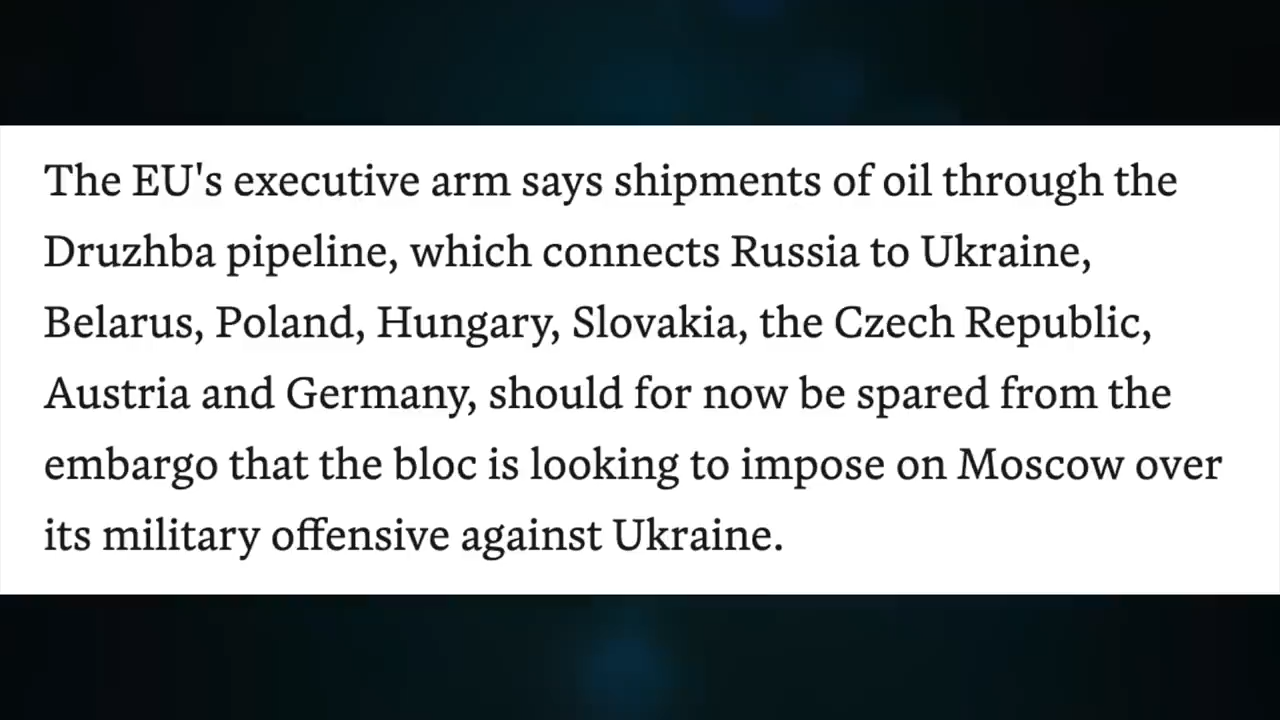 The EU's executive arm says shipments of oil through the
Druzhba pipeline, which connects Russia to Ukraine,
Belarus, Poland, Hungary, Slovakia, the Czech Republic,
Austria and Germany, should for now be spared from the
embargo that the bloc is looking to impose on Moscow over
its military offensive against Ukraine.